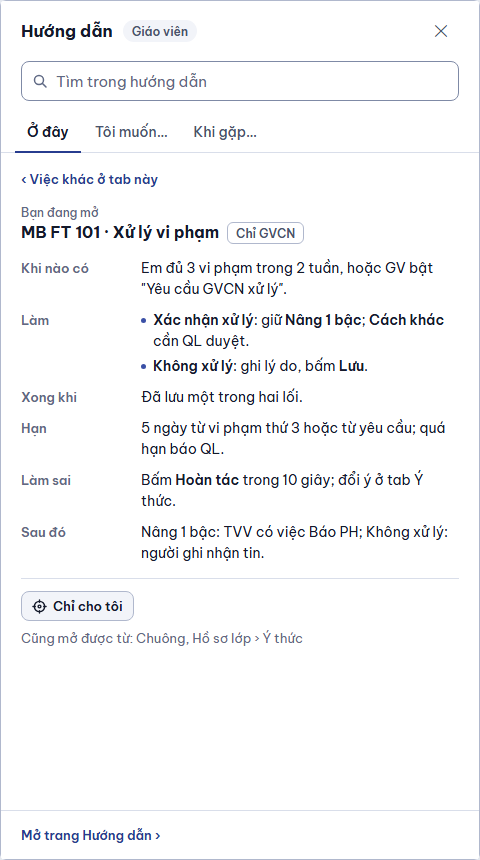 Hướng dẫn Giáo viên
Tìm trong hướng dẫn
Ở đây Tôi muốn... Khi gặp...
‹ Việc khác ở tab này
Bạn đang mở
MB FT 101 · Xử lý vi phạm Chỉ GVCN
Khi nào có Em đủ 3 vi phạm trong 2 tuần, hoặc GV bật
"Yêu cầu GVCN xử lý".
Làm • Xác nhận xử lý: giữ Nâng 1 bậc; Cách khác
cần QL duyệt.
• Không xử lý: ghi lý do, bấm Lưu.
Xong khi Đã lưu một trong hai lối.
Hạn 5 ngày từ vi phạm thứ 3 hoặc từ yêu cầu; quá
hạn báo QL.
Làm sai Bấm Hoàn tác trong 10 giây; đổi ý ở tab Ý
thức.
Sau đó Nâng 1 bậc: TVV có việc Báo PH; Không xử lý:
người ghi nhận tin.
Chỉ cho tôi
Cũng mở được từ: Chuông, Hồ sơ lớp › Ý thức
Mở trang Hướng dẫn ›